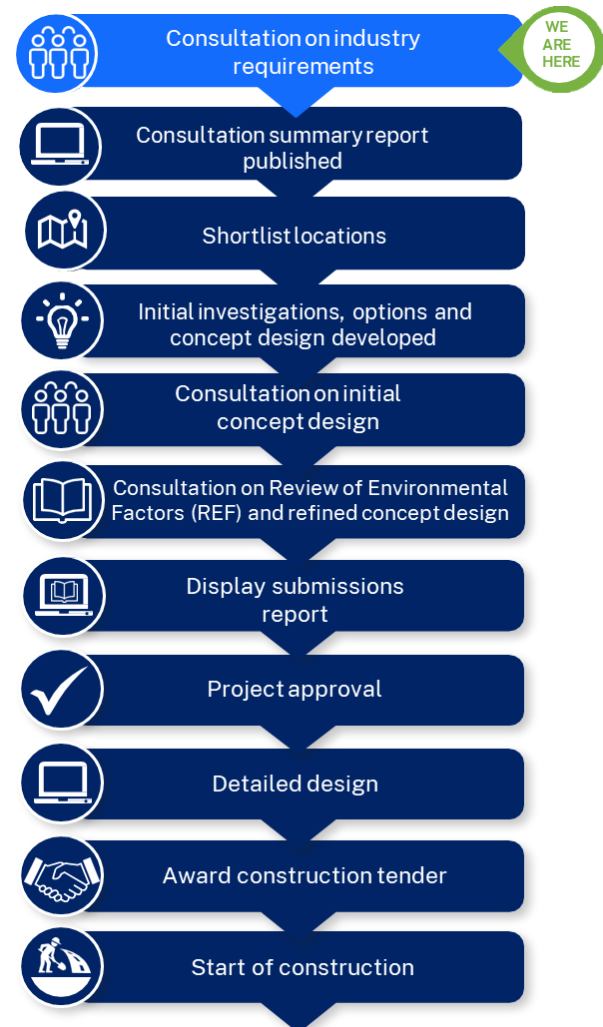 Consultation on industry
requirements
WE
ARE
HERE
Consultation summary report
published
Shortlist locations
Initial investigations, options and
concept design developed
Consultation on initial
concept design
Consultation on Review of Environmental
Factors (REF) and refined concept design
Display submissions
report
Project approval
Detailed design
Award construction tender
Start of construction